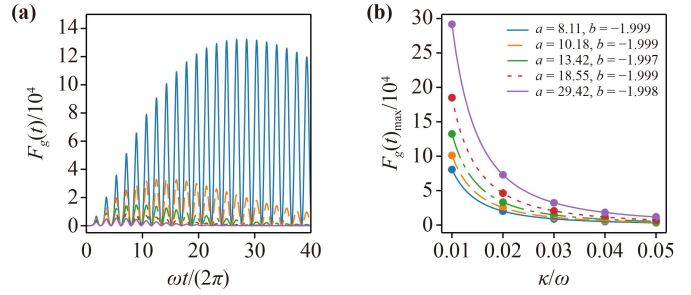 (a)
F_g(t)/10^4
14
12
10
8
6
4
2
0
0 10 20 30 40
ωt/(2π)
(b)
F_g(t)_max/10^4
30
25
20
15
10
5
0
a = 8.11, b = −1.999
a = 10.18, b = −1.999
a = 13.42, b = −1.997
a = 18.55, b = −1.999
a = 29.42, b = −1.998
0.01 0.02 0.03 0.04 0.05
κ/ω